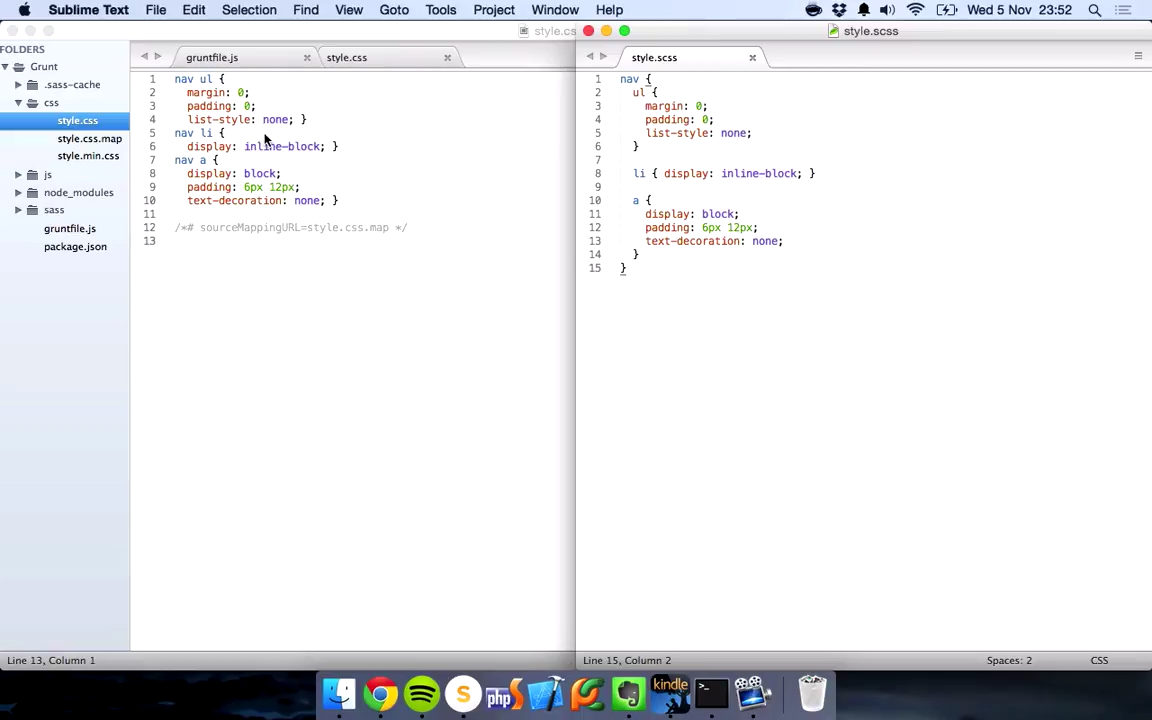 Sublime Text File Edit Selection Find View Goto Tools Project Window Help Wed 5 Nov 23:52
style.cs
style.scss
FOLDERS
Grunt
.sass-cache
css
style.css
style.css.map
style.min.css
js
node_modules
sass
gruntfile.js
package.json
gruntfile.js style.css
1 nav ul {
2 margin: 0;
3 padding: 0;
4 list-style: none; }
5 nav li {
6 display: inline-block; }
7 nav a {
8 display: block;
9 padding: 6px 12px;
10 text-decoration: none; }
11
12 /*# sourceMappingURL=style.css.map */
13
style.scss
1 nav {
2 ul {
3 margin: 0;
4 padding: 0;
5 list-style: none;
6 }
7
8 li { display: inline-block; }
9
10 a {
11 display: block;
12 padding: 6px 12px;
13 text-decoration: none;
14 }
15 }
Line 13, Column 1
Line 15, Column 2 Spaces: 2 CSS
S php kindle >_